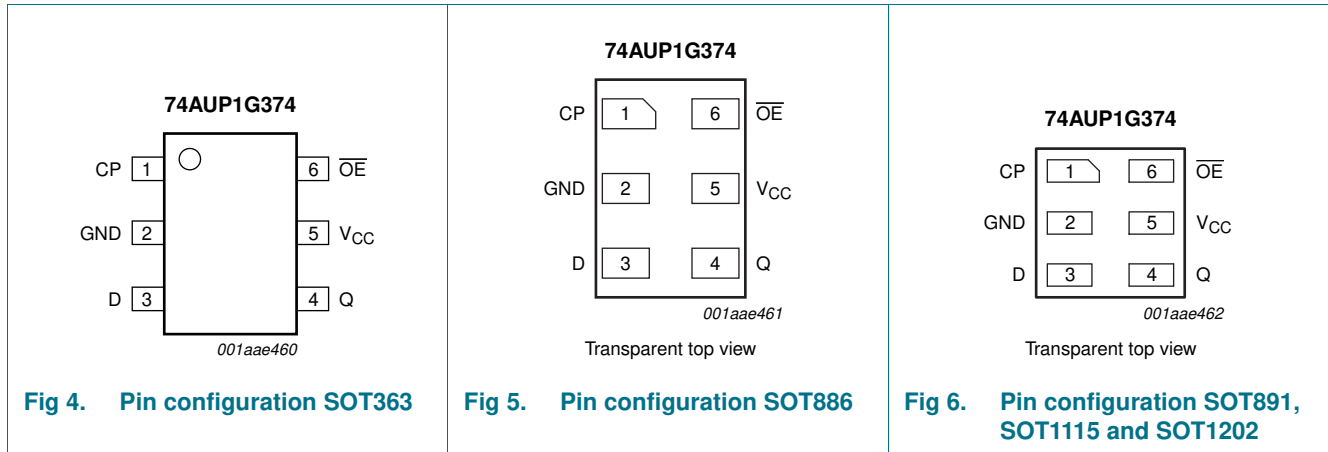 74AUP1G374
CP 1
6 OE
GND 2
5 VCC
D 3
4 Q
001aae460
Fig 4. Pin configuration SOT363
74AUP1G374
CP 1
6 OE
GND 2
5 VCC
D 3
4 Q
001aae461
Transparent top view
Fig 5. Pin configuration SOT886
74AUP1G374
CP 1
6 OE
GND 2
5 VCC
D 3
4 Q
001aae462
Transparent top view
Fig 6. Pin configuration SOT891,
SOT1115 and SOT1202